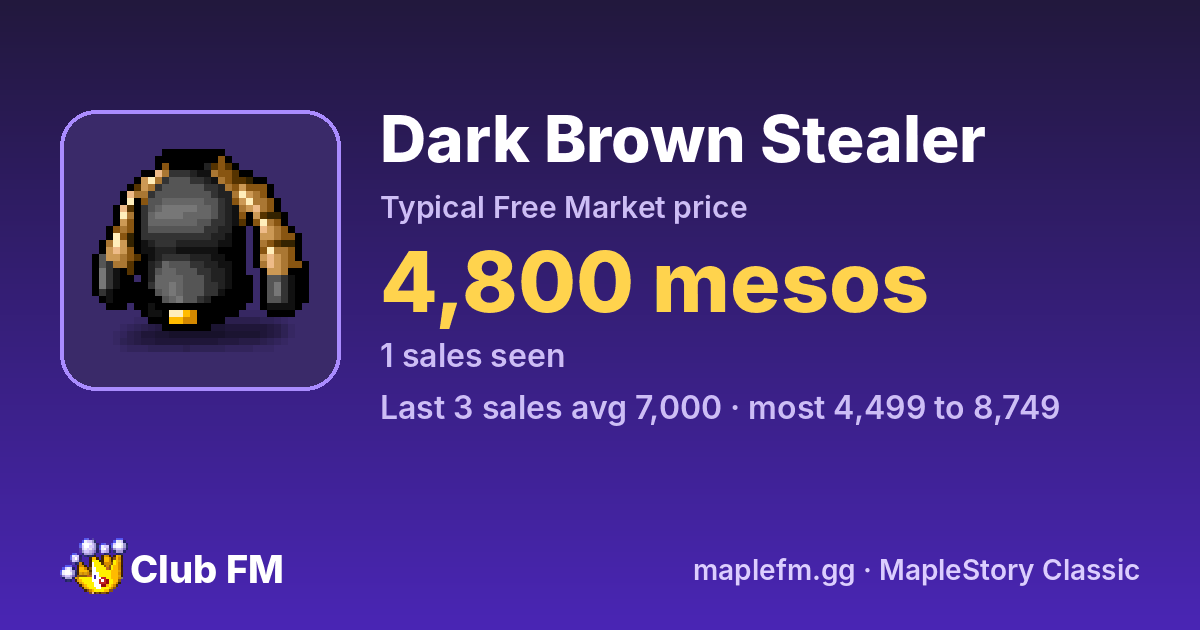 Dark Brown Stealer
Typical Free Market price
4,800 mesos
1 sales seen
Last 3 sales avg 7,000 · most 4,499 to 8,749
Club FM
maplefm.gg · MapleStory Classic